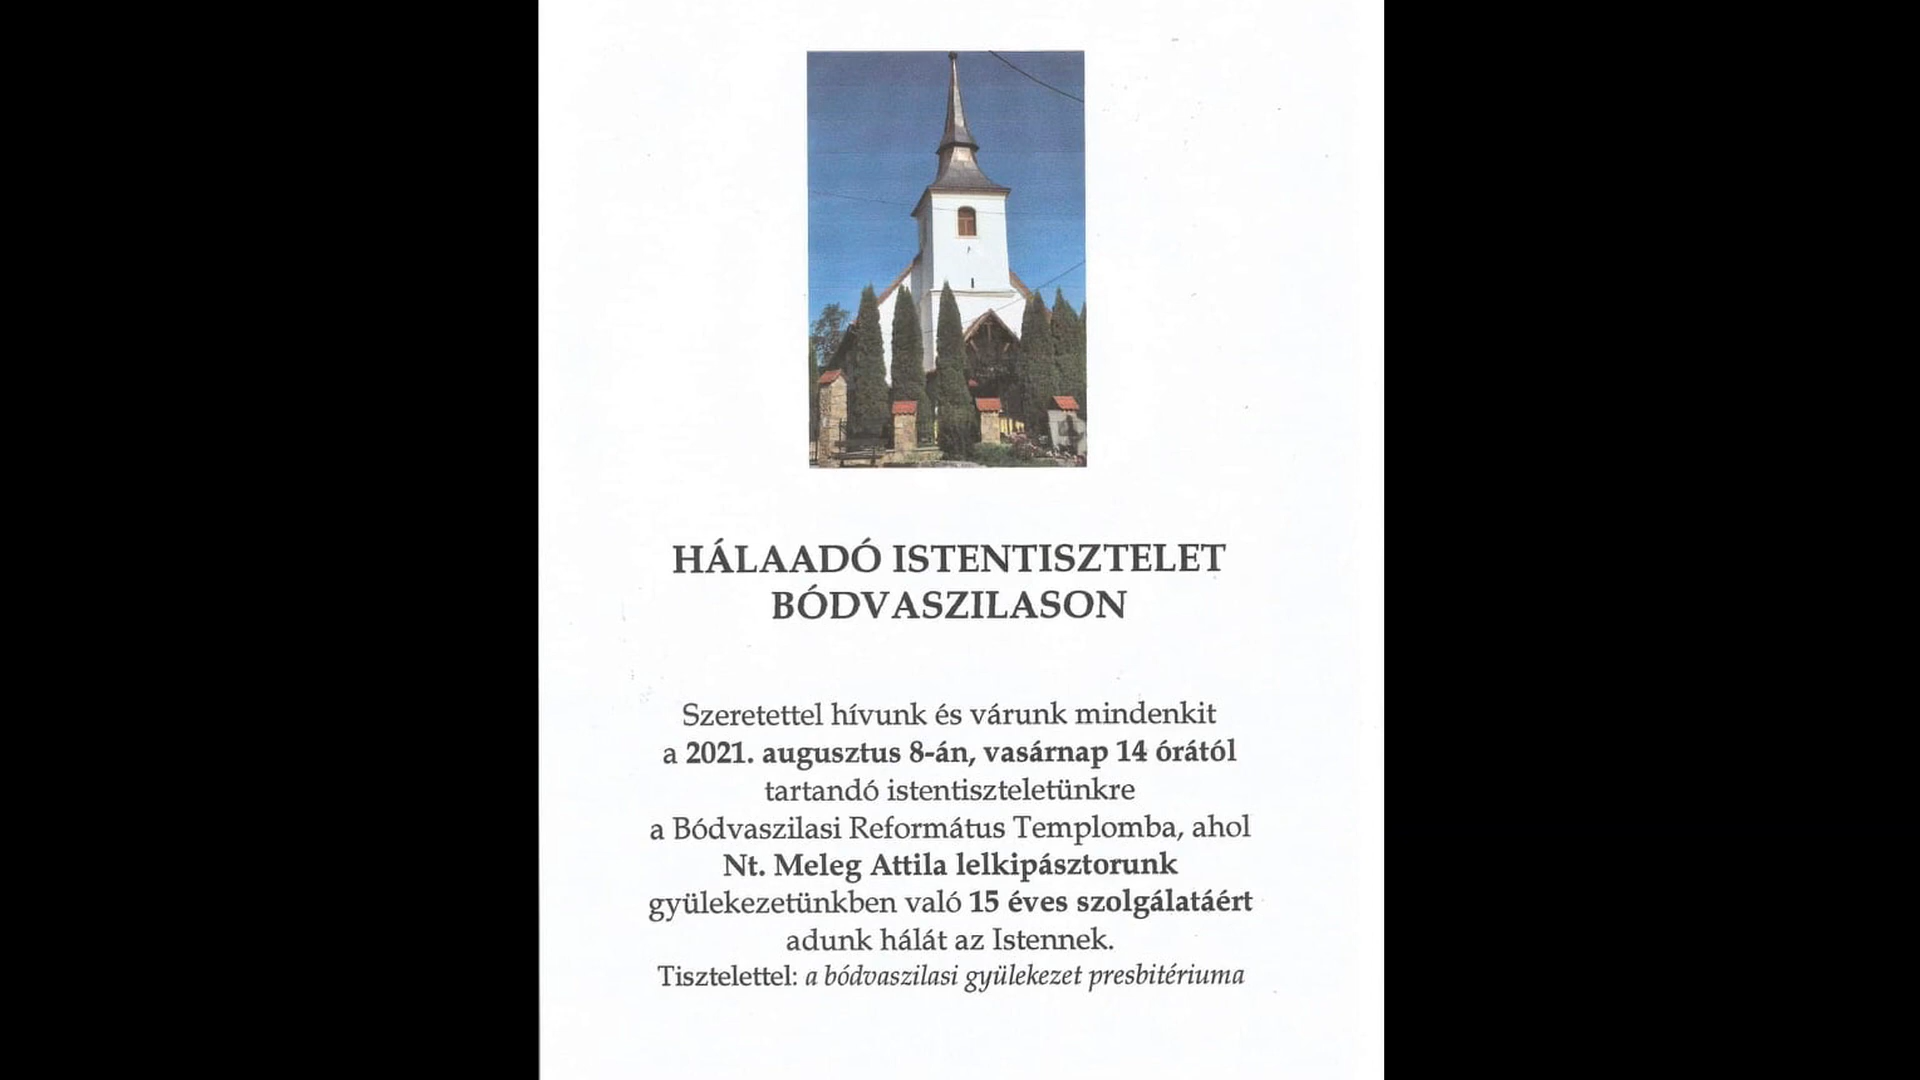 HÁLAADÓ ISTENTISZTELET
BÓDVASZILASON
Szeretettel hívunk és várunk mindenkit
a 2021. augusztus 8-án, vasárnap 14 órától
tartandó istentiszteletünkre
a Bódvaszilasi Református Templomba, ahol
Nt. Meleg Attila lelkipásztorunk
gyülekezetünkben való 15 éves szolgálatáért
adunk hálát az Istennek.
Tisztelettel: a bódvaszilasi gyülekezet presbitériuma